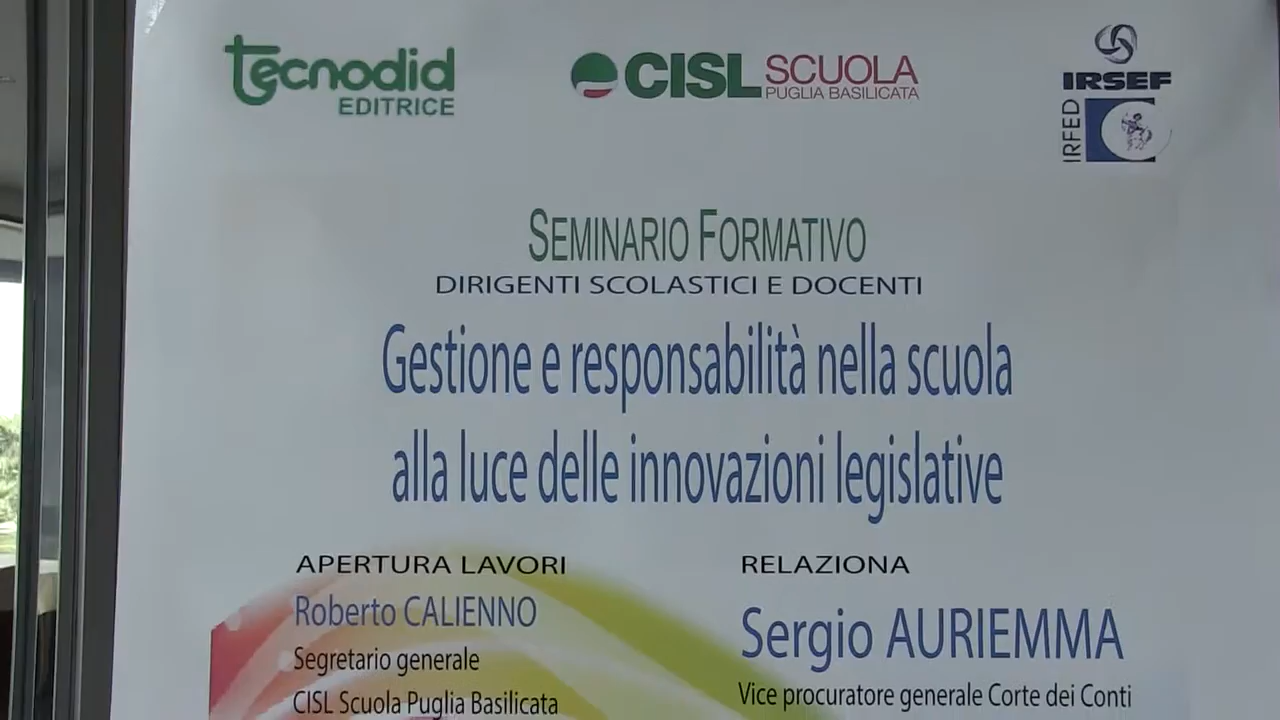 tecnodid
EDITRICE
CISL SCUOLA
PUGLIA BASILICATA
IRSEF
IRFED
SEMINARIO FORMATIVO
DIRIGENTI SCOLASTICI E DOCENTI
Gestione e responsabilità nella scuola
alla luce delle innovazioni legislative
APERTURA LAVORI
Roberto CALIENNO
Segretario generale
CISL Scuola Puglia Basilicata
RELAZIONA
Sergio AURIEMMA
Vice procuratore generale Corte dei Conti